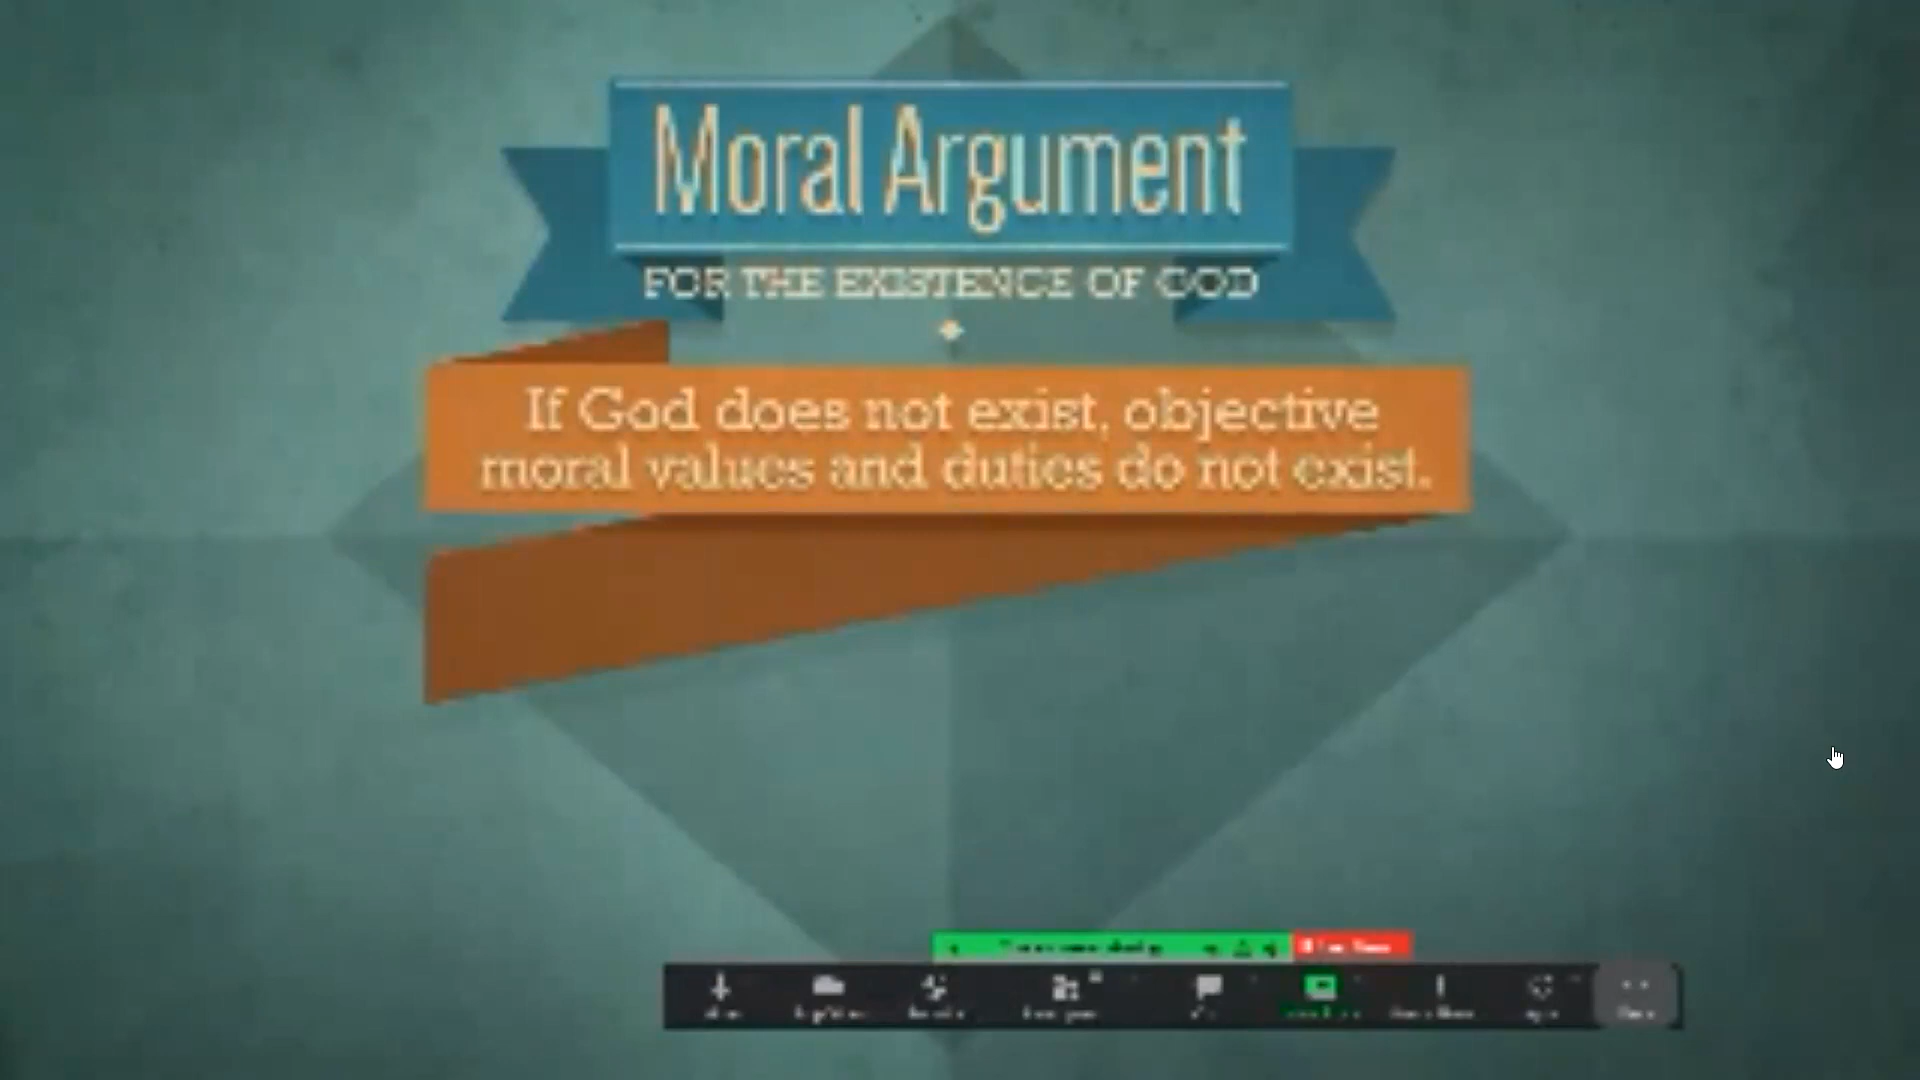 Moral Argument
FOR THE EXISTENCE OF GOD
If God does not exist, objective
moral values and duties do not exist.